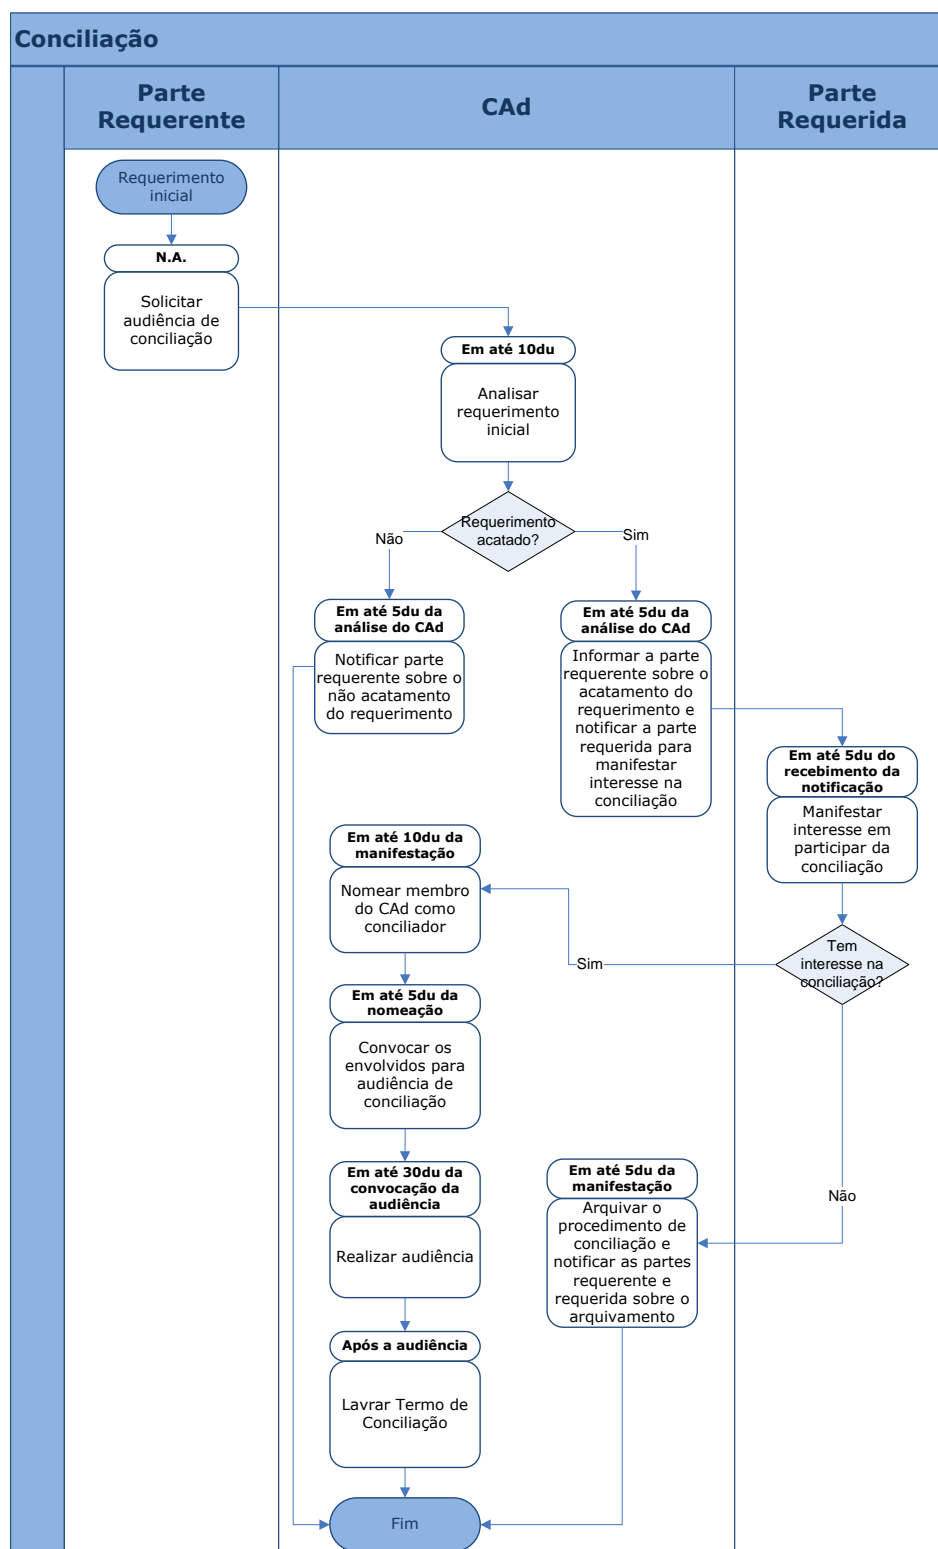 Conciliação
Parte
Requerente
CAd
Parte
Requerida
Requerimento
inicial
N.A.
Solicitar
audiência de
conciliação
Em até 10du
Analisar
requerimento
inicial
Requerimento
acatado?
Não
Sim
Em até 5du da
análise do CAd
Notificar parte
requerente sobre o
não acatamento
do requerimento
Em até 5du da
análise do CAd
Informar a parte
requerente sobre o
acatamento do
requerimento e
notificar a parte
requerida para
manifestar
interesse na
conciliação
Em até 5du do
recebimento da
notificação
Manifestar
interesse em
participar da
conciliação
Tem
interesse na
conciliação?
Sim
Não
Em até 10du da
manifestação
Nomear membro
do CAd como
conciliador
Em até 5du da
nomeação
Convocar os
envolvidos para
audiência de
conciliação
Em até 30du da
convocação da
audiência
Realizar audiência
Em até 5du da
manifestação
Arquivar o
procedimento de
conciliação e
notificar as partes
requerente e
requerida sobre o
arquivamento
Após a audiência
Lavrar Termo de
Conciliação
Fim